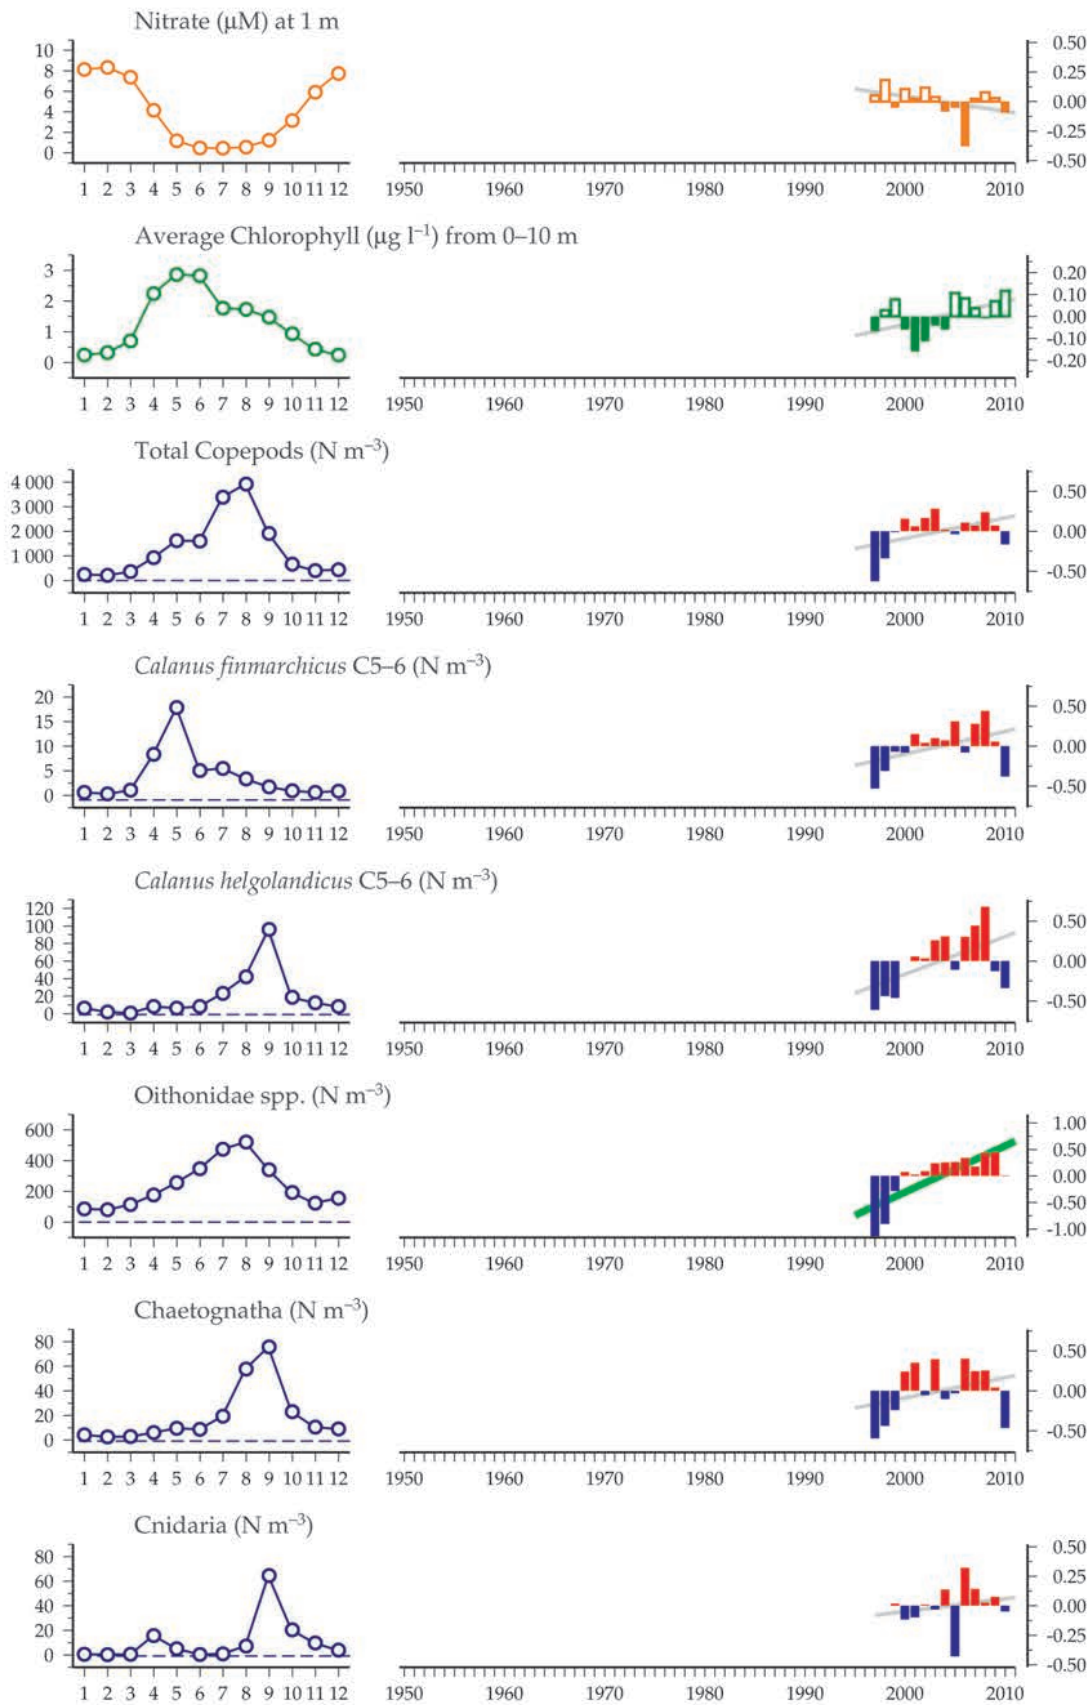 Nitrate (µM) at 1 m
10 8 6 4 2 0
0.50 0.25 0.00 -0.25 -0.50
1 2 3 4 5 6 7 8 9 10 11 12 1950 1960 1970 1980 1990 2000 2010
Average Chlorophyll (µg l⁻¹) from 0–10 m
3 2 1 0
0.20 0.10 0.00 -0.10 -0.20
1 2 3 4 5 6 7 8 9 10 11 12 1950 1960 1970 1980 1990 2000 2010
Total Copepods (N m⁻³)
4 000 3 000 2 000 1 000 0
0.50 0.00 -0.50
1 2 3 4 5 6 7 8 9 10 11 12 1950 1960 1970 1980 1990 2000 2010
Calanus finmarchicus C5–6 (N m⁻³)
20 15 10 5 0
0.50 0.00 -0.50
1 2 3 4 5 6 7 8 9 10 11 12 1950 1960 1970 1980 1990 2000 2010
Calanus helgolandicus C5–6 (N m⁻³)
120 100 80 60 40 20 0
0.50 0.00 -0.50
1 2 3 4 5 6 7 8 9 10 11 12 1950 1960 1970 1980 1990 2000 2010
Oithonidae spp. (N m⁻³)
600 400 200 0
1.00 0.50 0.00 -0.50 -1.00
1 2 3 4 5 6 7 8 9 10 11 12 1950 1960 1970 1980 1990 2000 2010
Chaetognatha (N m⁻³)
80 60 40 20 0
0.50 0.00 -0.50
1 2 3 4 5 6 7 8 9 10 11 12 1950 1960 1970 1980 1990 2000 2010
Cnidaria (N m⁻³)
80 60 40 20 0
0.50 0.25 0.00 -0.25 -0.50
1 2 3 4 5 6 7 8 9 10 11 12 1950 1960 1970 1980 1990 2000 2010